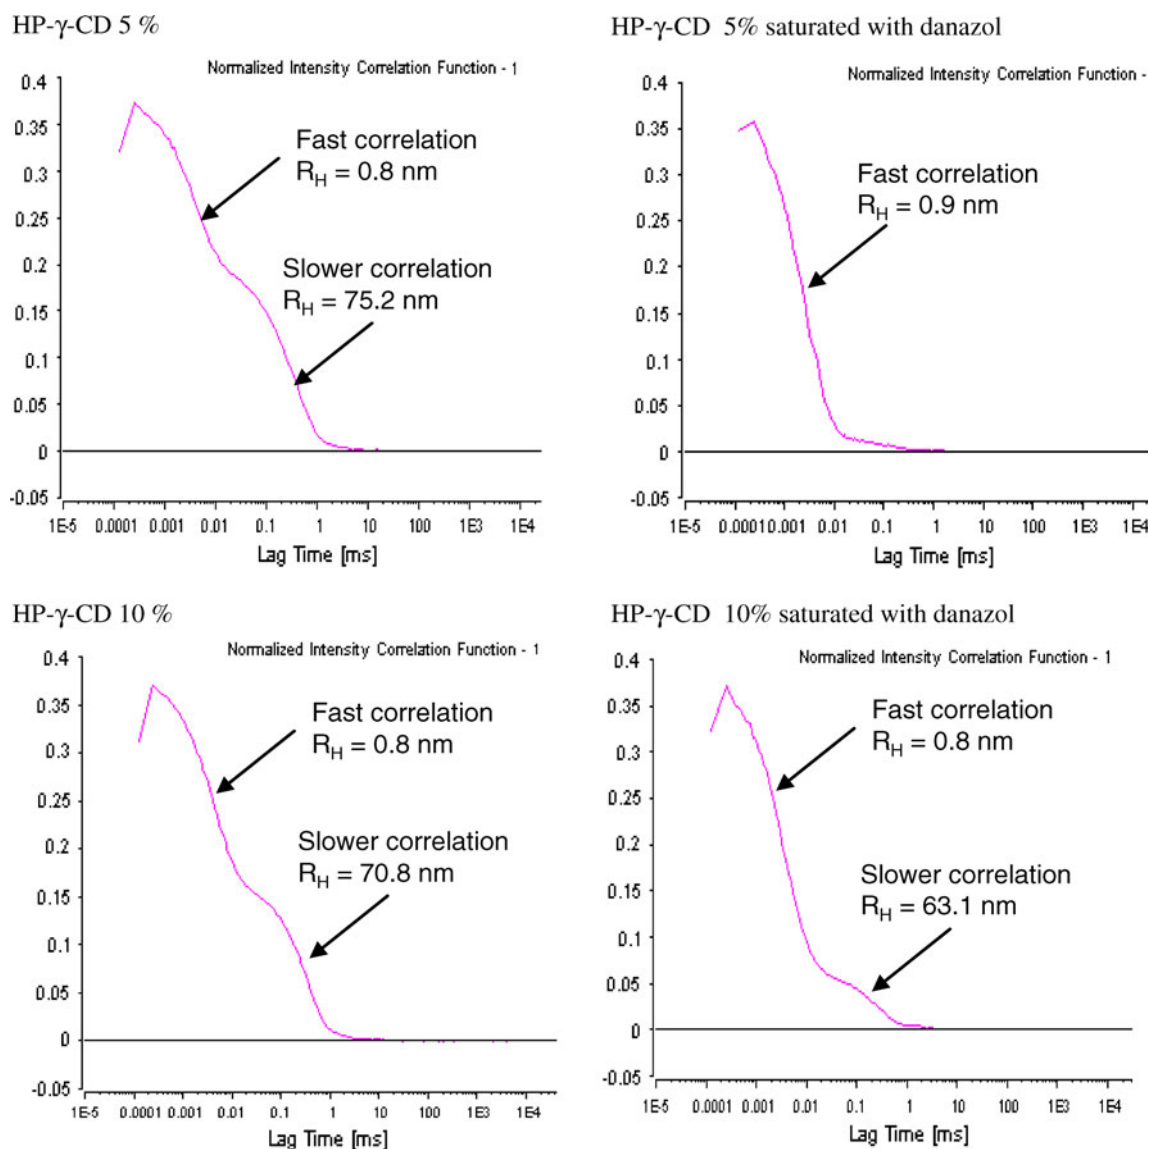 HP-γ-CD 5 %
Normalized Intensity Correlation Function - 1
0.4
0.35
0.3
0.25
0.2
0.15
0.1
0.05
0
-0.05
Fast correlation
RH = 0.8 nm
Slower correlation
RH = 75.2 nm
1E-5 0.0001 0.001 0.01 0.1 1 10 100 1E3 1E4
Lag Time [ms]
HP-γ-CD 5% saturated with danazol
Normalized Intensity Correlation Function -
0.4
0.35
0.3
0.25
0.2
0.15
0.1
0.05
0
-0.05
Fast correlation
RH = 0.9 nm
1E-5 0.0001 0.001 0.01 0.1 1 10 100 1E3 1E4
Lag Time [ms]
HP-γ-CD 10 %
Normalized Intensity Correlation Function - 1
0.4
0.35
0.3
0.25
0.2
0.15
0.1
0.05
0
-0.05
Fast correlation
RH = 0.8 nm
Slower correlation
RH = 70.8 nm
1E-5 0.0001 0.001 0.01 0.1 1 10 100 1E3 1E4
Lag Time [ms]
HP-γ-CD 10% saturated with danazol
Normalized Intensity Correlation Function - 1
0.4
0.35
0.3
0.25
0.2
0.15
0.1
0.05
0
-0.05
Fast correlation
RH = 0.8 nm
Slower correlation
RH = 63.1 nm
1E-5 0.0001 0.001 0.01 0.1 1 10 100 1E3 1E4
Lag Time [ms]